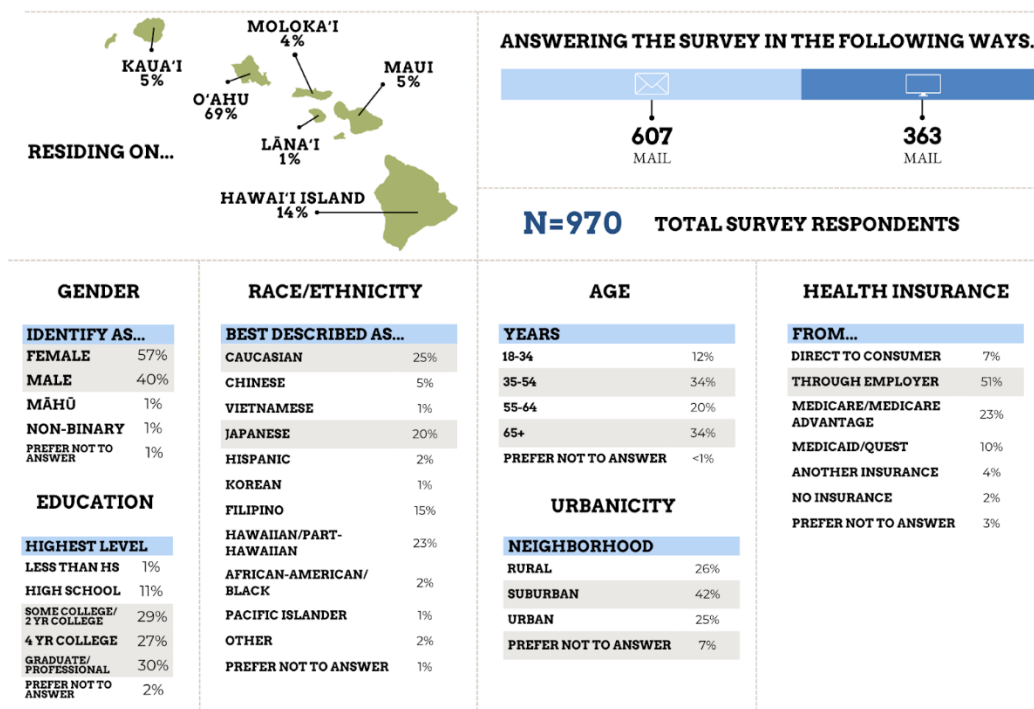 MOLOKAʻI
4%
KAUAʻI
5%
MAUI
5%
OʻAHU
69%
LĀNAʻI
1%
RESIDING ON...
HAWAIʻI ISLAND
14%
ANSWERING THE SURVEY IN THE FOLLOWING WAYS.
607
MAIL
363
MAIL
N=970 TOTAL SURVEY RESPONDENTS
GENDER
IDENTIFY AS...
FEMALE 57%
MALE 40%
MĀHŪ 1%
NON-BINARY 1%
PREFER NOT TO
ANSWER 1%
EDUCATION
HIGHEST LEVEL
LESS THAN HS 1%
HIGH SCHOOL 11%
SOME COLLEGE/
2 YR COLLEGE 29%
4 YR COLLEGE 27%
GRADUATE/
PROFESSIONAL 30%
PREFER NOT TO
ANSWER 2%
RACE/ETHNICITY
BEST DESCRIBED AS...
CAUCASIAN 25%
CHINESE 5%
VIETNAMESE 1%
JAPANESE 20%
HISPANIC 2%
KOREAN 1%
FILIPINO 15%
HAWAIIAN/PART-
HAWAIIAN 23%
AFRICAN-AMERICAN/
BLACK 2%
PACIFIC ISLANDER 1%
OTHER 2%
PREFER NOT TO ANSWER 1%
AGE
YEARS
18-34 12%
35-54 34%
55-64 20%
65+ 34%
PREFER NOT TO ANSWER <1%
URBANICITY
NEIGHBORHOOD
RURAL 26%
SUBURBAN 42%
URBAN 25%
PREFER NOT TO ANSWER 7%
HEALTH INSURANCE
FROM...
DIRECT TO CONSUMER 7%
THROUGH EMPLOYER 51%
MEDICARE/MEDICARE
ADVANTAGE 23%
MEDICAID/QUEST 10%
ANOTHER INSURANCE 4%
NO INSURANCE 2%
PREFER NOT TO ANSWER 3%